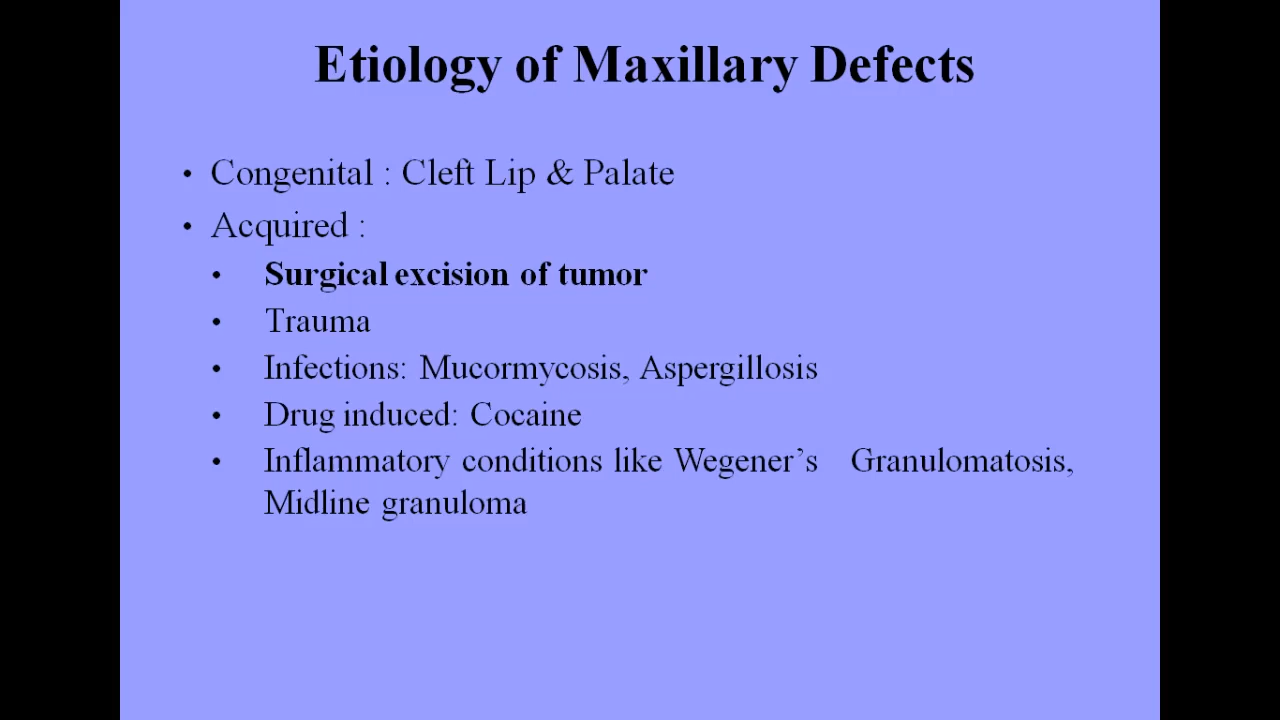 Etiology of Maxillary Defects
• Congenital : Cleft Lip & Palate
• Acquired :
• Surgical excision of tumor
• Trauma
• Infections: Mucormycosis, Aspergillosis
• Drug induced: Cocaine
• Inflammatory conditions like Wegener’s Granulomatosis,
Midline granuloma